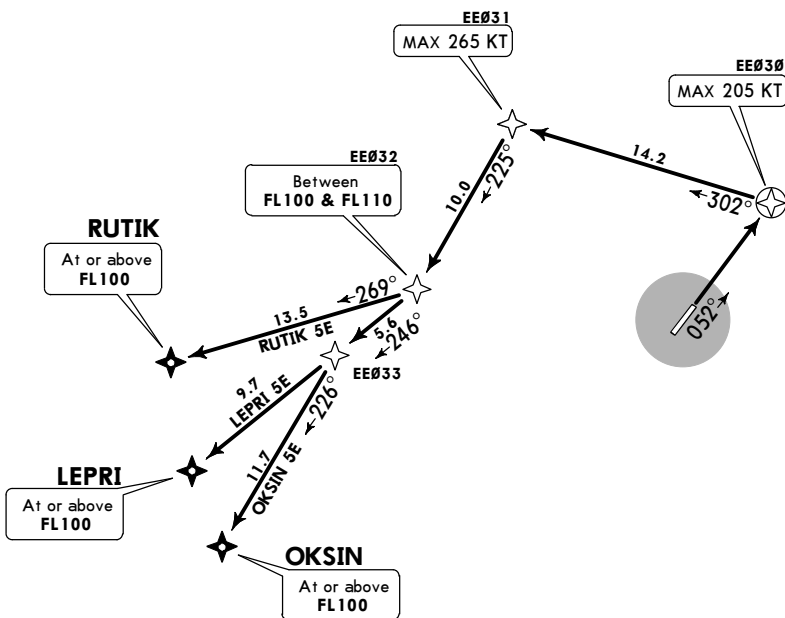 EEØ31
MAX 265 KT
EEØ30
MAX 205 KT
14.2
302°
225°
10.0
EEØ32
Between
FL100 & FL110
RUTIK
At or above
FL100
269°
13.5
RUTIK 5E
5.6
246°
052°
EEØ33
9.7
LEPRI 5E
226°
11.7
OKSIN 5E
LEPRI
At or above
FL100
OKSIN
At or above
FL100